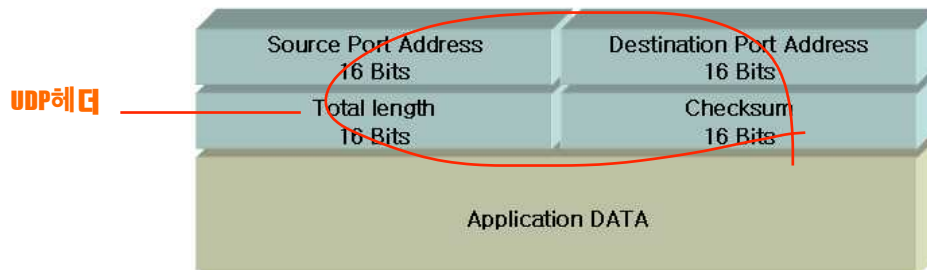 Source Port Address
16 Bits
Destination Port Address
16 Bits
UDP헤더
Total length
16 Bits
Checksum
16 Bits
Application DATA